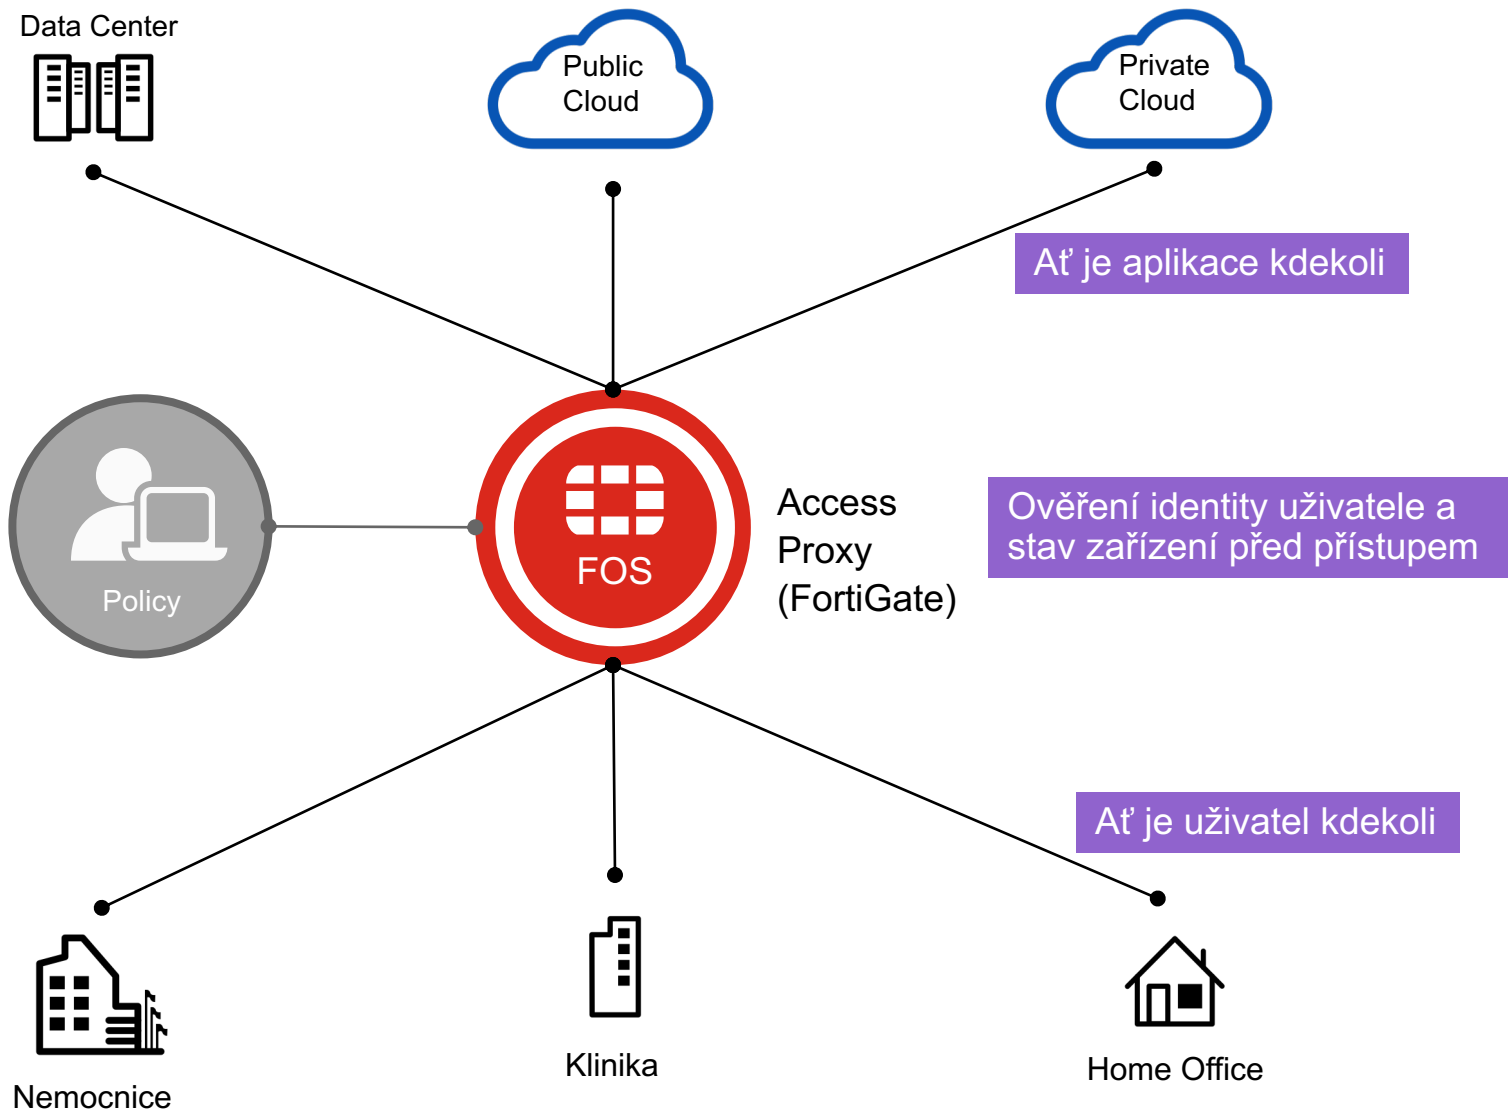 Data Center
Public
Cloud
Private
Cloud
Ať je aplikace kdekoli
Policy
FOS
Access
Proxy
(FortiGate)
Ověření identity uživatele a
stav zařízení před přístupem
Ať je uživatel kdekoli
Nemocnice
Klinika
Home Office